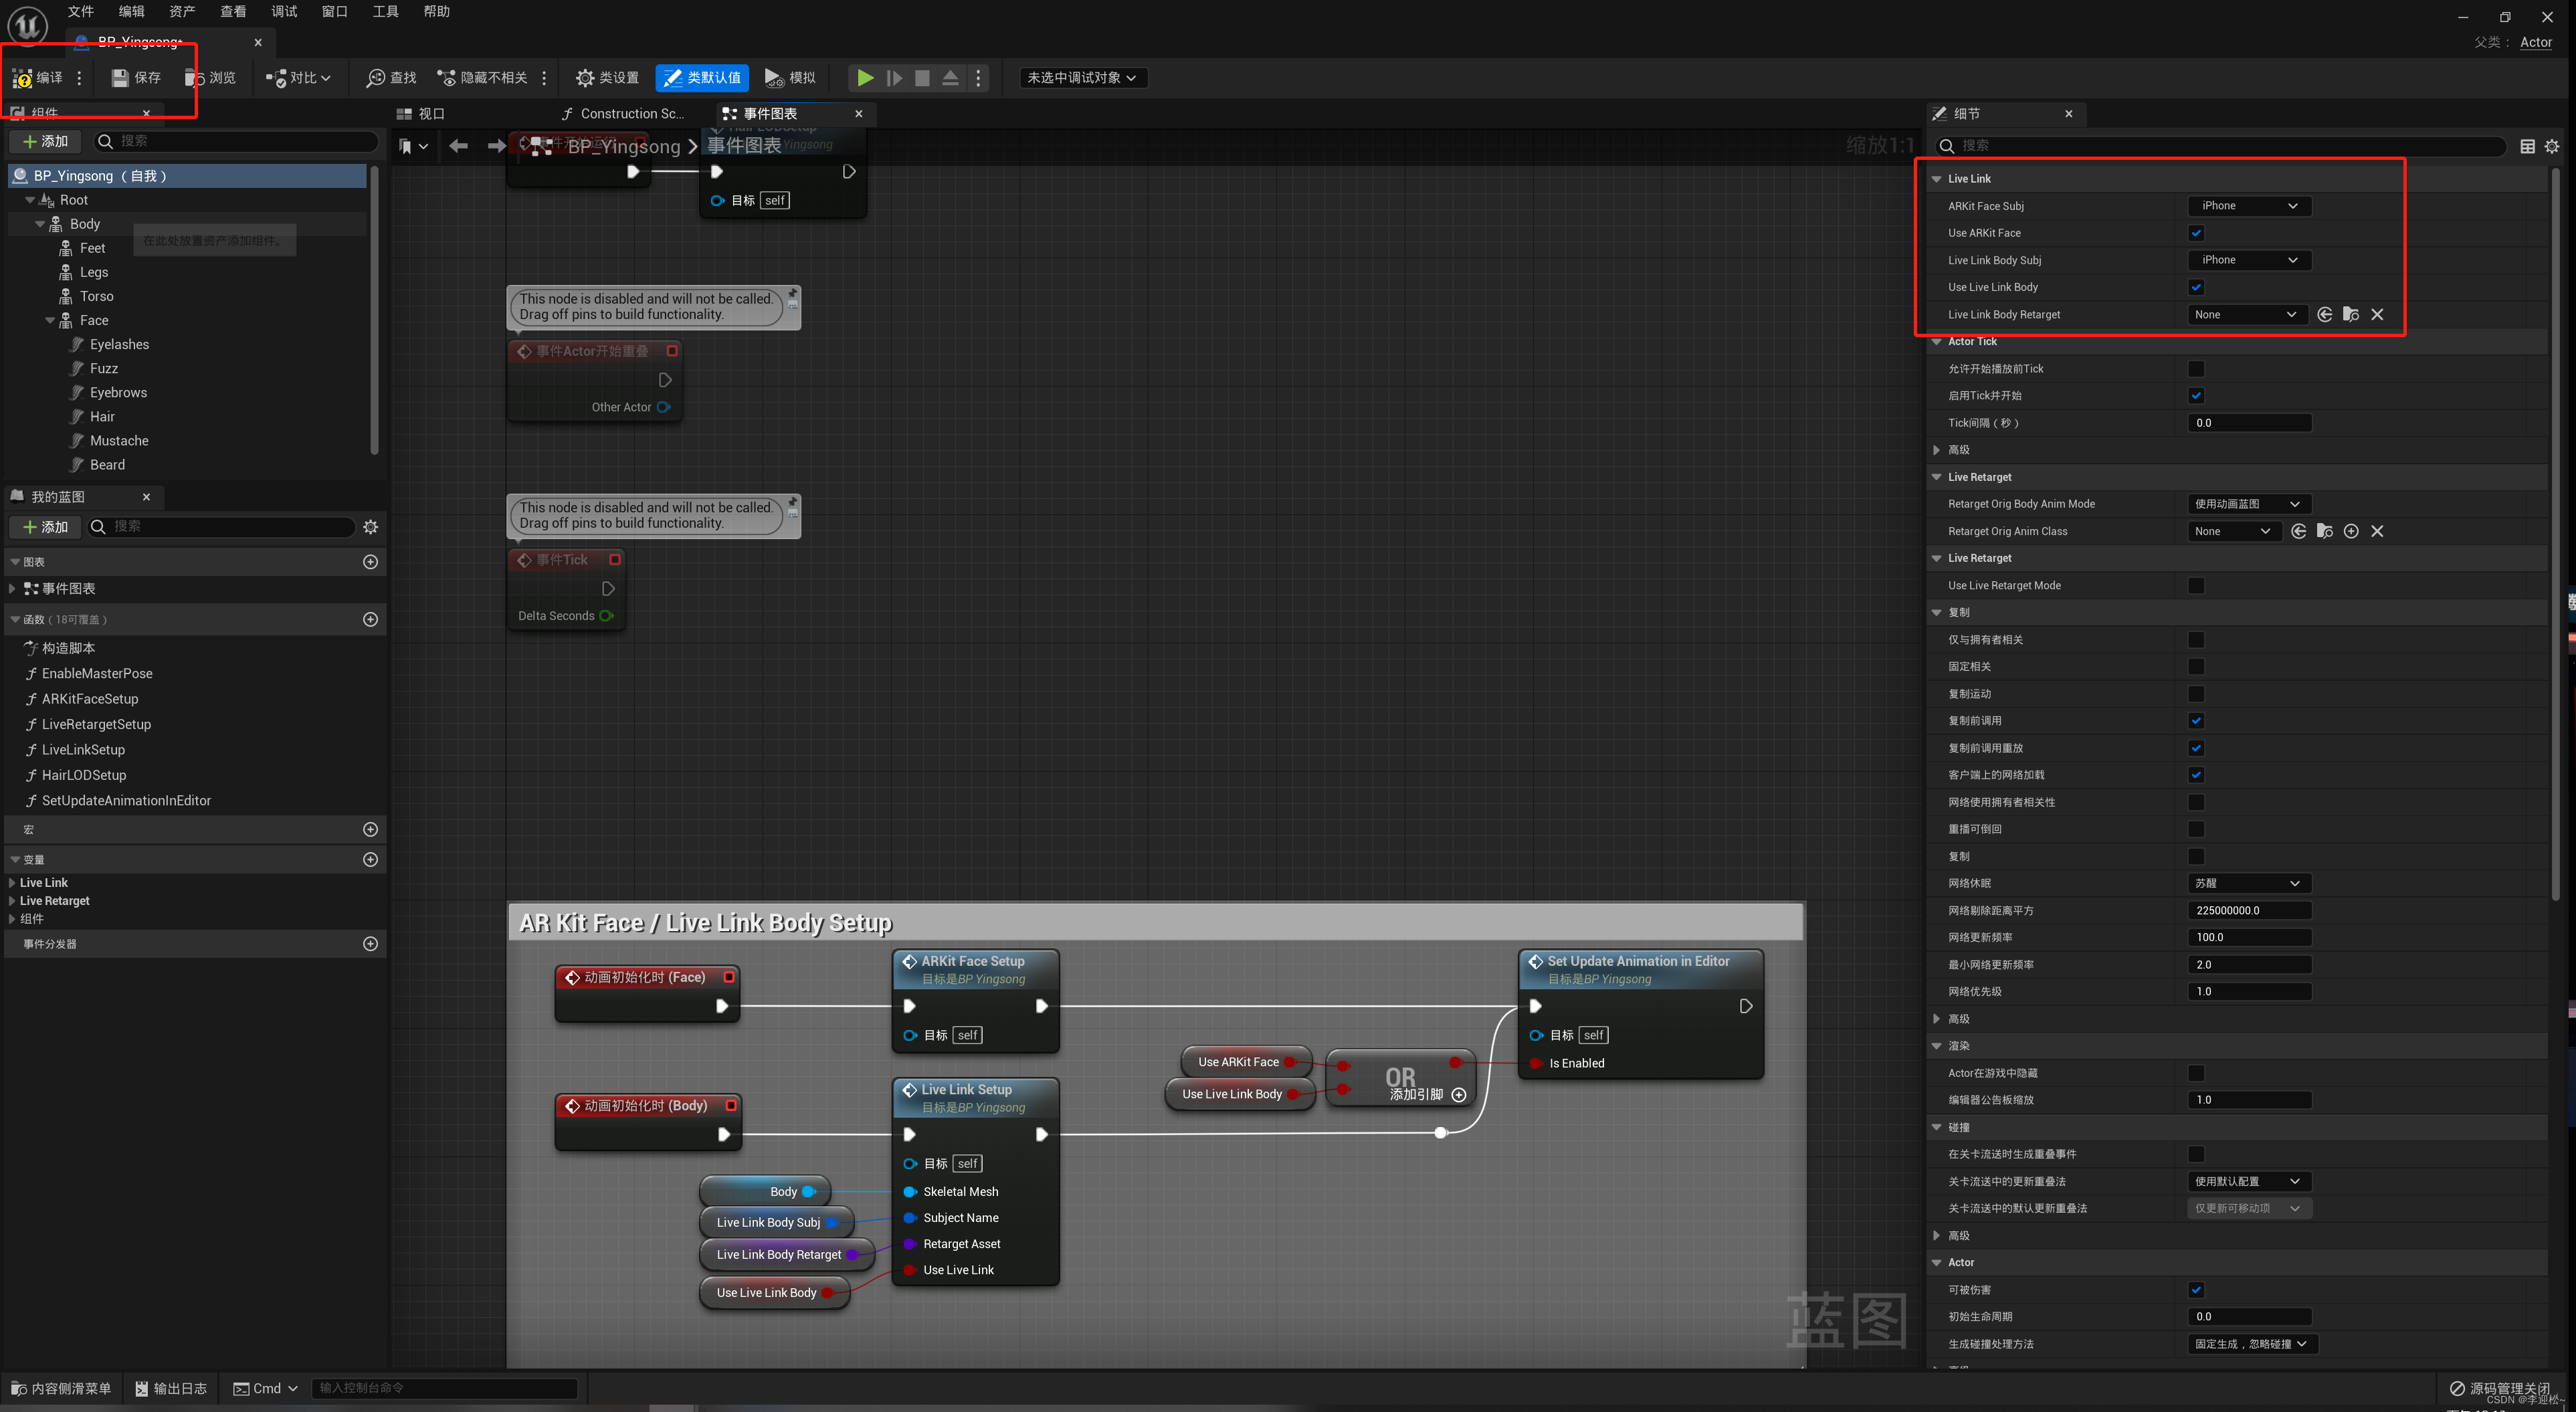 文件 编辑 资产 查看 调试 窗口 工具 帮助
BP_Yingsong*
父类： Actor
编译 保存 浏览 对比 查找 隐藏不相关 类设置 类默认值 模拟 未选中调试对象
组件
添加 搜索
BP_Yingsong （自我）
Root
Body
在此处放置资产添加组件。
Feet
Legs
Torso
Face
Eyelashes
Fuzz
Eyebrows
Hair
Mustache
Beard
我的蓝图
添加 搜索
图表
事件图表
函数（18可覆盖）
构造脚本
EnableMasterPose
ARKitFaceSetup
LiveRetargetSetup
LiveLinkSetup
HairLODSetup
SetUpdateAnimationInEditor
宏
变量
Live Link
Live Retarget
组件
事件分发器
视口 Construction Sc... 事件图表
BP_Yingsong > 事件图表
缩放1:1
目标 self
This node is disabled and will not be called.
Drag off pins to build functionality.
事件Actor开始重叠
Other Actor
This node is disabled and will not be called.
Drag off pins to build functionality.
事件Tick
Delta Seconds
AR Kit Face / Live Link Body Setup
动画初始化时 (Face)
ARKit Face Setup
目标是BP Yingsong
目标 self
Set Update Animation in Editor
目标是BP Yingsong
目标 self
Is Enabled
Use ARKit Face
Use Live Link Body
OR
添加引脚
动画初始化时 (Body)
Live Link Setup
目标是BP Yingsong
目标 self
Body
Skeletal Mesh
Live Link Body Subj
Subject Name
Live Link Body Retarget
Retarget Asset
Use Live Link Body
Use Live Link
蓝图
细节
搜索
Live Link
ARKit Face Subj iPhone
Use ARKit Face
Live Link Body Subj iPhone
Use Live Link Body
Live Link Body Retarget None
Actor Tick
允许开始播放前Tick
启用Tick并开始
Tick间隔（秒） 0.0
高级
Live Retarget
Retarget Orig Body Anim Mode 使用动画蓝图
Retarget Orig Anim Class None
Live Retarget
Use Live Retarget Mode
复制
仅与拥有者相关
固定相关
复制运动
复制前调用
复制前调用重放
客户端上的网络加载
网络使用拥有者相关性
重播可倒回
复制
网络休眠 苏醒
网络剔除距离平方 225000000.0
网络更新频率 100.0
最小网络更新频率 2.0
网络优先级 1.0
高级
渲染
Actor在游戏中隐藏
编辑器公告板缩放 1.0
碰撞
在关卡流送时生成重叠事件
关卡流送中的更新重叠法 使用默认配置
关卡流送中的默认更新重叠法 仅更新可移动项
高级
Actor
可被伤害
初始生命周期 0.0
生成碰撞处理方法 固定生成，忽略碰撞
内容侧滑菜单 输出日志 Cmd 输入控制台命令
源码管理关闭
CSDN @李迎松~